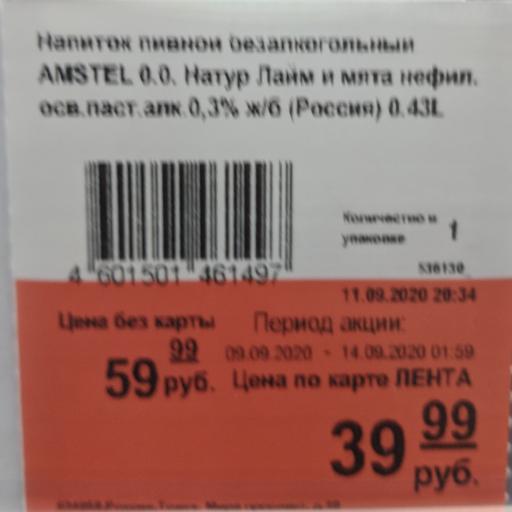 Напиток пивной безалкогольный
AMSTEL 0.0. Натур Лайм и мята нефил.
осв.паст.алк.0,3% ж/б (Россия) 0.43L
Количество в
упаковке 1
4 601501 461497
11.09.2020 20:34
Цена без карты Период акции:
59 99 руб. 09.09.2020 - 14.09.2020 01:59
Цена по карте ЛЕНТА
39 99 руб.